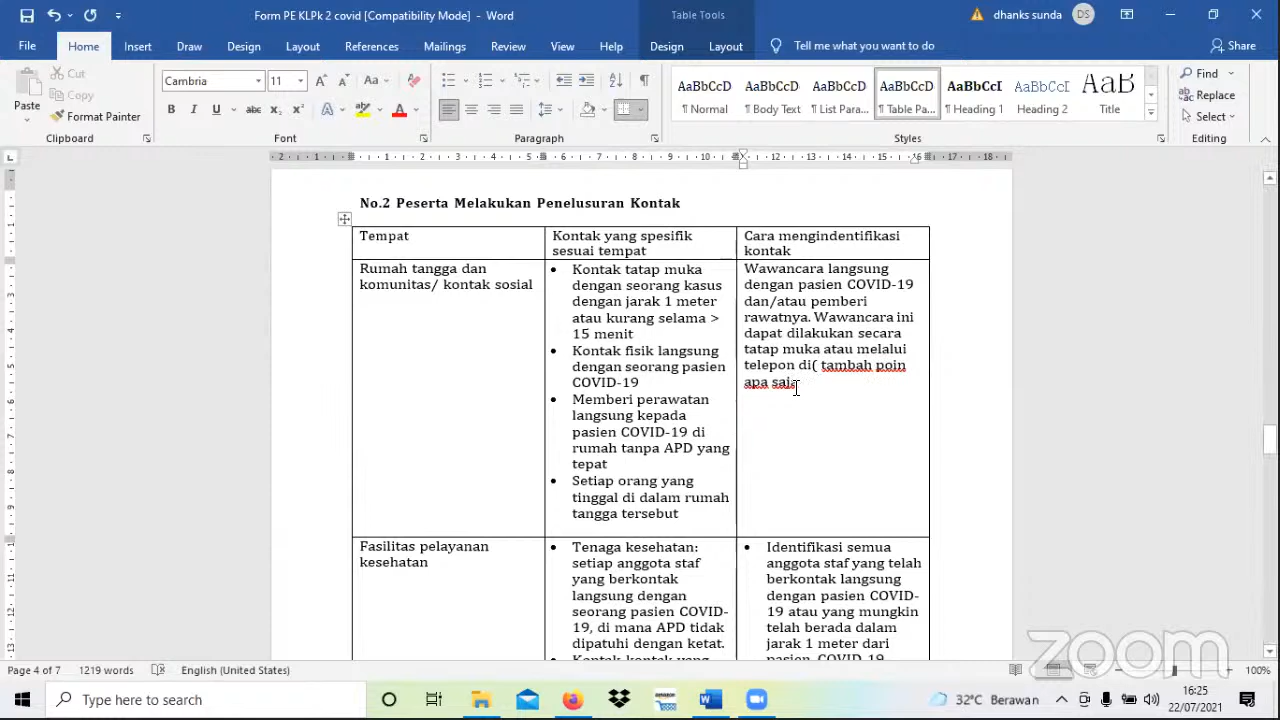 Form PE KLPk 2 covid [Compatibility Mode] - Word
Table Tools
dhanks sunda
DS
File Home Insert Draw Design Layout References Mailings Review View Help Design Layout Tell me what you want to do Share
Paste
Cut
Copy
Format Painter
Clipboard
Cambria 11
Font
Paragraph
AaBbCcD AaBbCcD AaBbCcD AaBbCcD AaBbCcI AaBbCcI AaB
¶ Normal ¶ Body Text ¶ List Para... ¶ Table Pa... ¶ Heading 1 Heading 2 Title
Styles
Find
Replace
Select
Editing
No.2 Peserta Melakukan Penelusuran Kontak
Tempat
Kontak yang spesifik
sesuai tempat
Cara mengindentifikasi
kontak
Rumah tangga dan
komunitas/ kontak sosial
• Kontak tatap muka
dengan seorang kasus
dengan jarak 1 meter
atau kurang selama >
15 menit
• Kontak fisik langsung
dengan seorang pasien
COVID-19
• Memberi perawatan
langsung kepada
pasien COVID-19 di
rumah tanpa APD yang
tepat
• Setiap orang yang
tinggal di dalam rumah
tangga tersebut
Wawancara langsung
dengan pasien COVID-19
dan/atau pemberi
rawatnya. Wawancara ini
dapat dilakukan secara
tatap muka atau melalui
telepon di( tambah poin
apa saja
Fasilitas pelayanan
kesehatan
• Tenaga kesehatan:
setiap anggota staf
yang berkontak
langsung dengan
seorang pasien COVID-
19, di mana APD tidak
dipatuhi dengan ketat.
• Kontak-kontak yang
• Identifikasi semua
anggota staf yang telah
berkontak langsung
dengan pasien COVID-
19 atau yang mungkin
telah berada dalam
jarak 1 meter dari
pasien COVID-19
zoom
Page 4 of 7 1219 words English (United States) 100%
Type here to search
32°C Berawan
16:25
22/07/2021